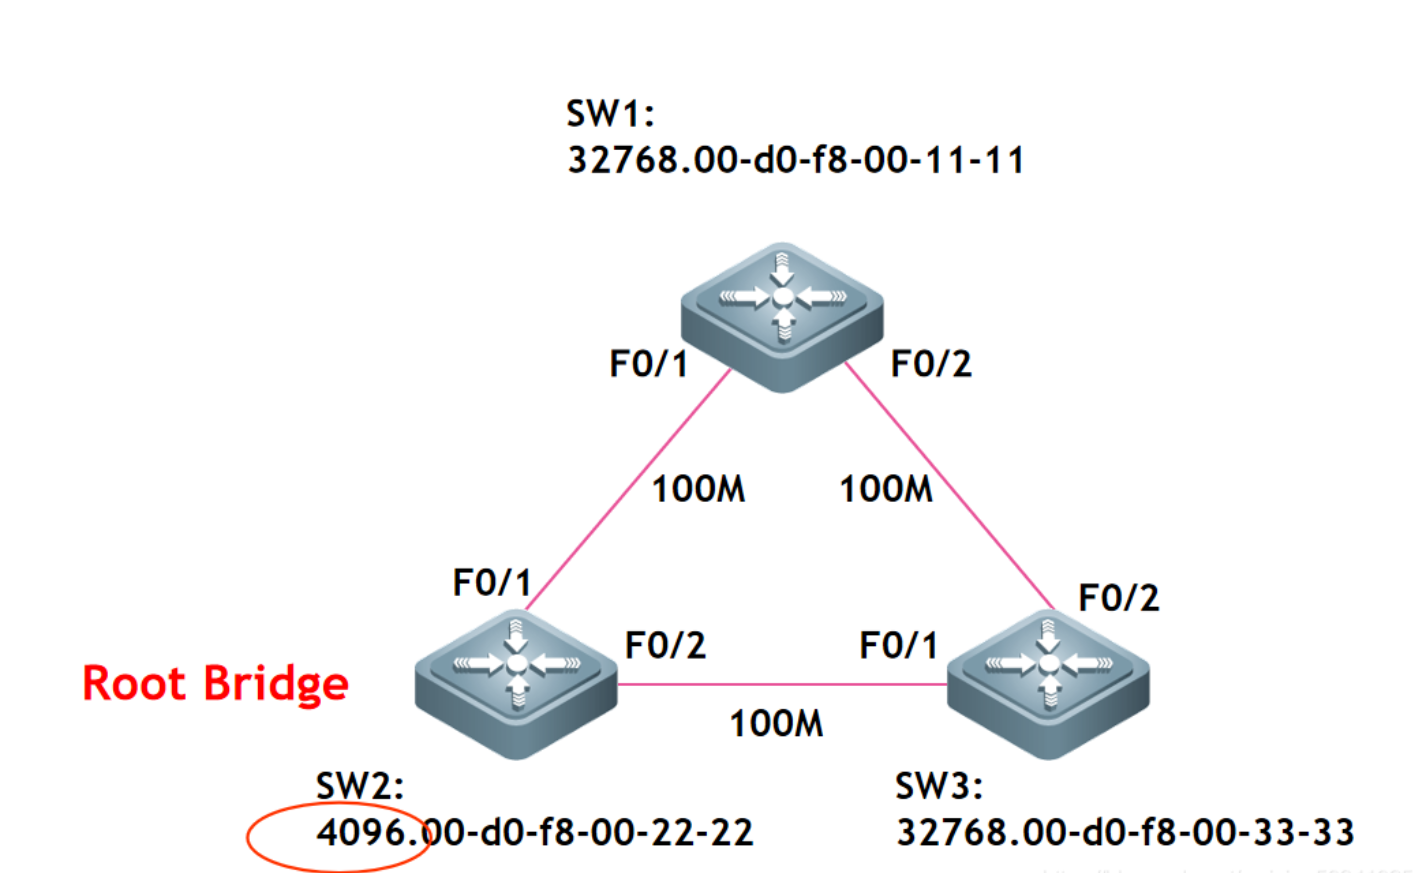 SW1:
32768.00-d0-f8-00-11-11
F0/1
F0/2
100M
100M
F0/1
F0/2
F0/2
F0/1
Root Bridge
100M
SW2:
4096.00-d0-f8-00-22-22
SW3:
32768.00-d0-f8-00-33-33